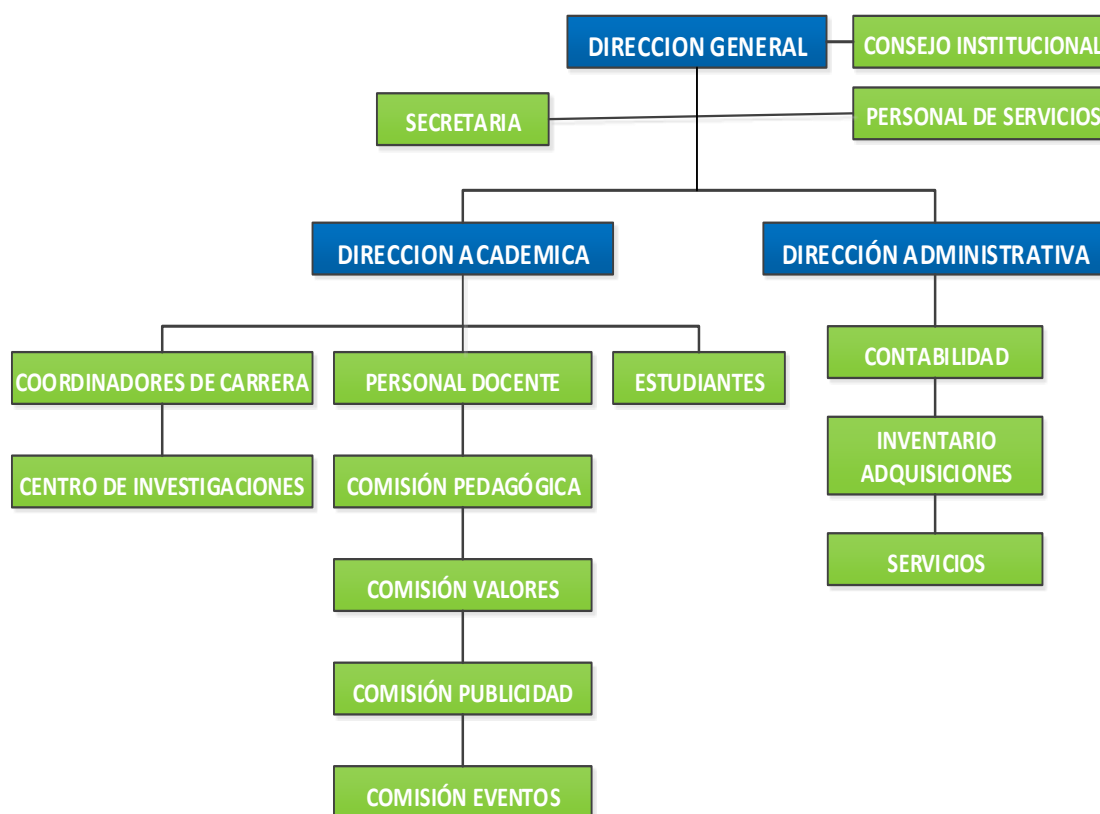 DIRECCION GENERAL
CONSEJO INSTITUCIONAL
SECRETARIA
PERSONAL DE SERVICIOS
DIRECCION ACADEMICA
DIRECCIÓN ADMINISTRATIVA
COORDINADORES DE CARRERA
PERSONAL DOCENTE
ESTUDIANTES
CONTABILIDAD
CENTRO DE INVESTIGACIONES
COMISIÓN PEDAGÓGICA
INVENTARIO
ADQUISICIONES
COMISIÓN VALORES
SERVICIOS
COMISIÓN PUBLICIDAD
COMISIÓN EVENTOS